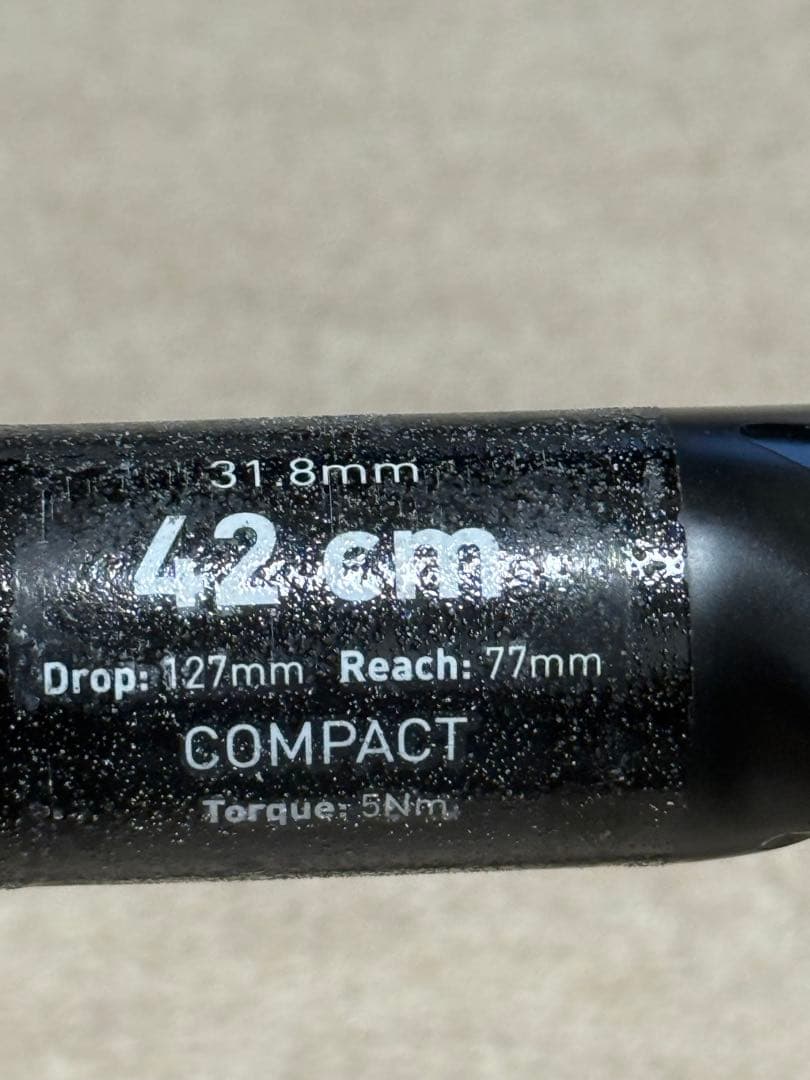 31.8mm
42 cm
Drop: 127mm Reach: 77mm
COMPACT
Torque: 5Nm